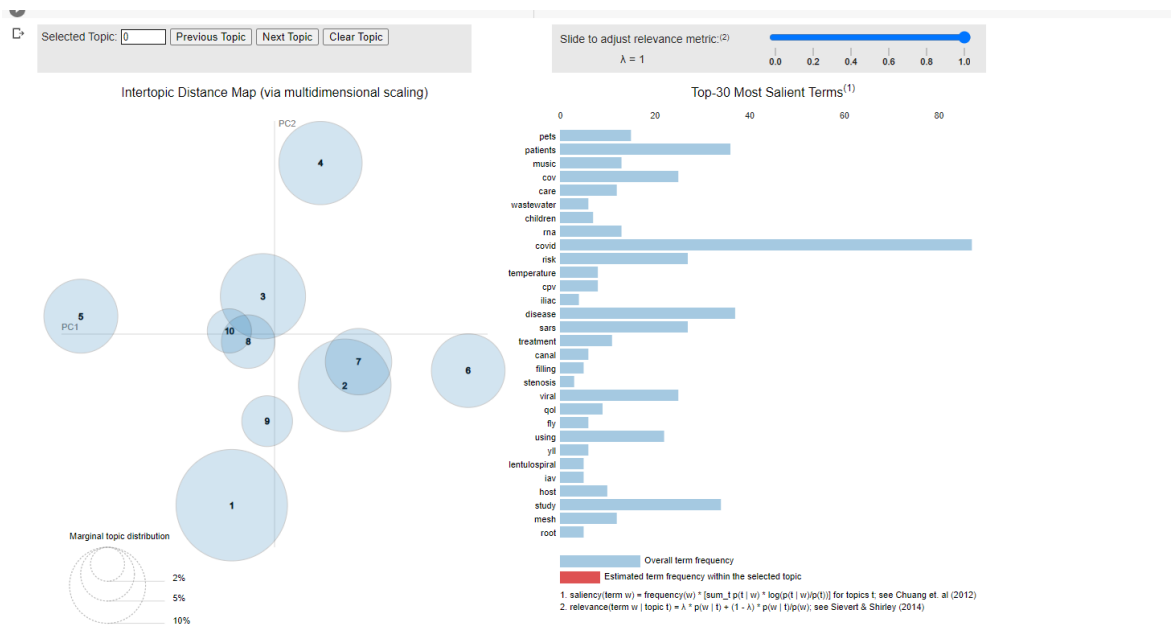 Selected Topic: 0 Previous Topic Next Topic Clear Topic
Slide to adjust relevance metric:(2)
λ = 1
0.0 0.2 0.4 0.6 0.8 1.0
Intertopic Distance Map (via multidimensional scaling)
PC2
PC1
4
3
5
10
8
7
2
6
9
1
Marginal topic distribution
2%
5%
10%
Top-30 Most Salient Terms(1)
0 20 40 60 80
pets
patients
music
cov
care
wastewater
children
rna
covid
risk
temperature
cpv
iliac
disease
sars
treatment
canal
filling
stenosis
viral
qol
fly
using
yll
lentulospiral
iav
host
study
mesh
root
Overall term frequency
Estimated term frequency within the selected topic
1. saliency(term w) = frequency(w) * [sum_t p(t | w) * log(p(t | w)/p(t))] for topics t; see Chuang et. al (2012)
2. relevance(term w | topic t) = λ * p(w | t) + (1 - λ) * p(w | t)/p(w); see Sievert & Shirley (2014)